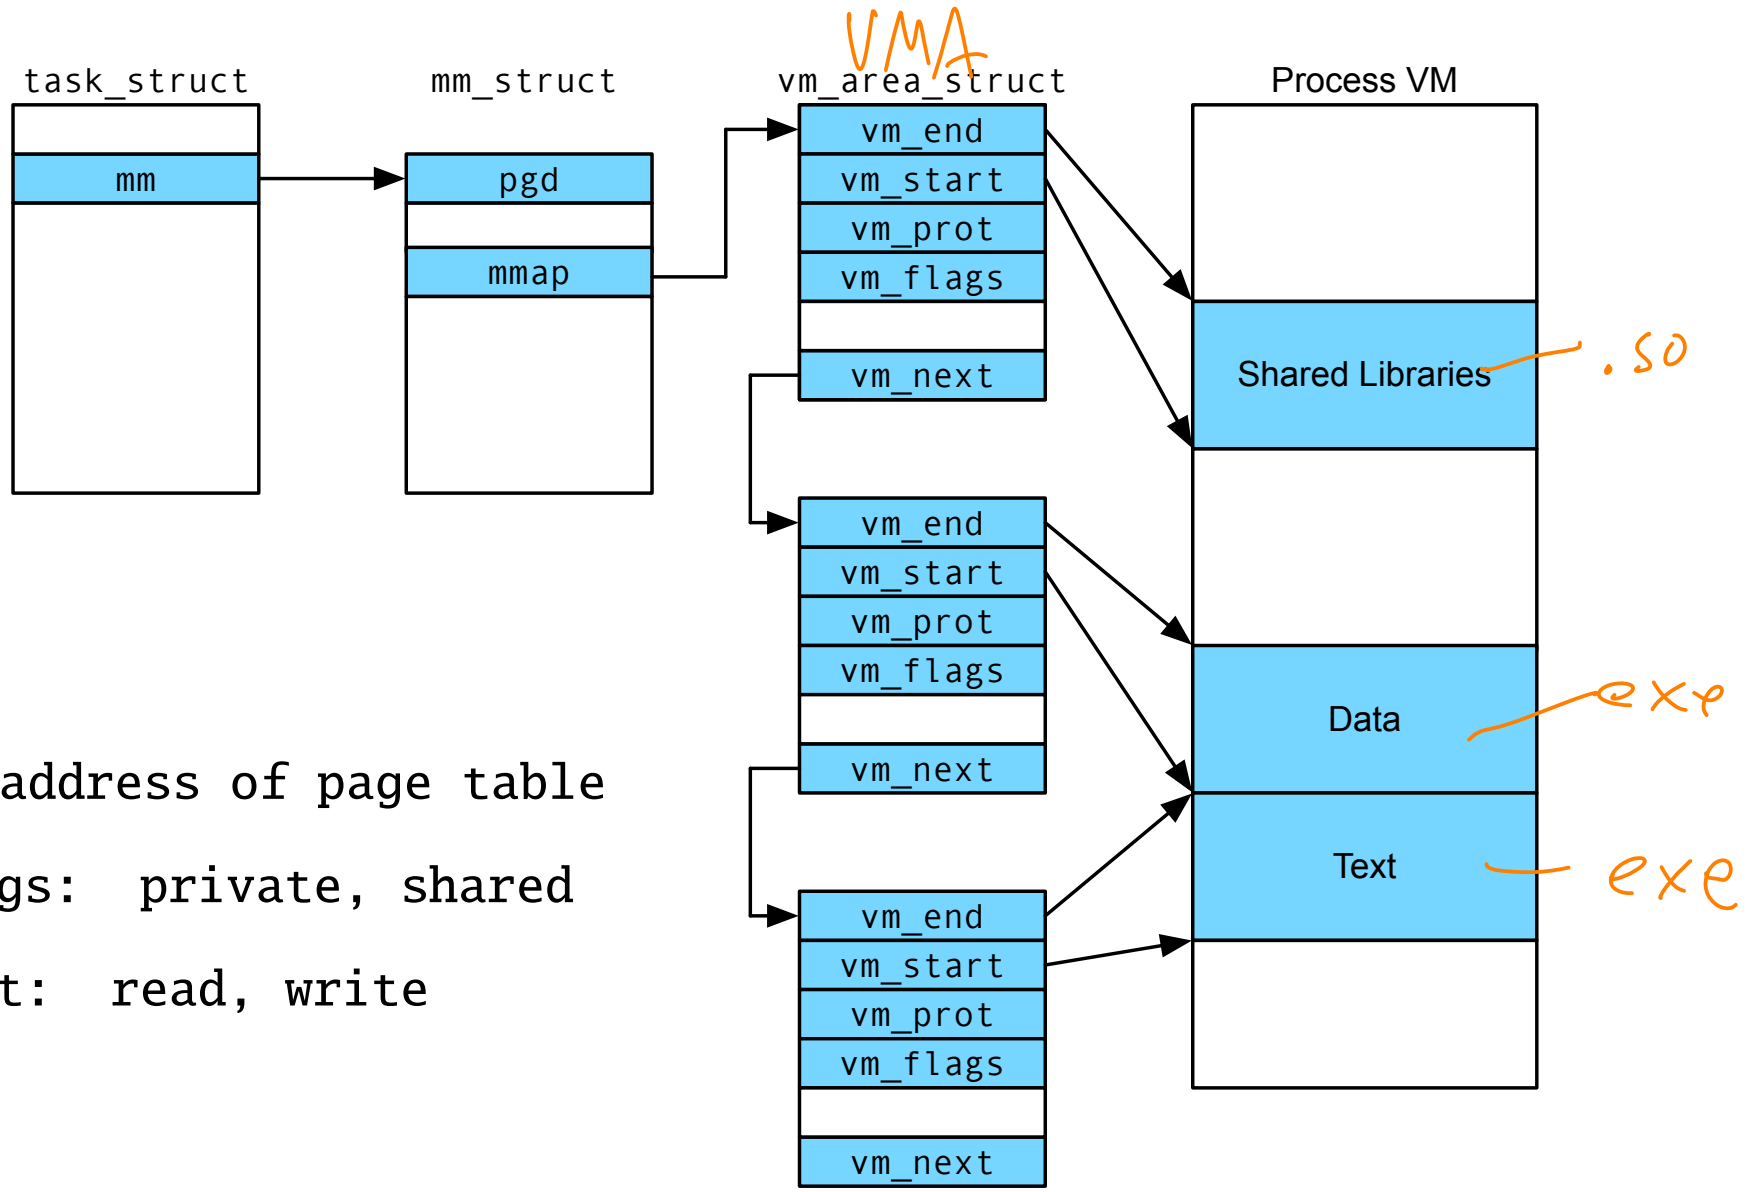 VMA
task_struct
mm_struct
vm_area_struct
Process VM
mm
pgd
mmap
vm_end
vm_start
vm_prot
vm_flags
vm_next
vm_end
vm_start
vm_prot
vm_flags
vm_next
vm_end
vm_start
vm_prot
vm_flags
vm_next
Shared Libraries
.so
Data
exe
Text
exe
address of page table
gs: private, shared
t: read, write